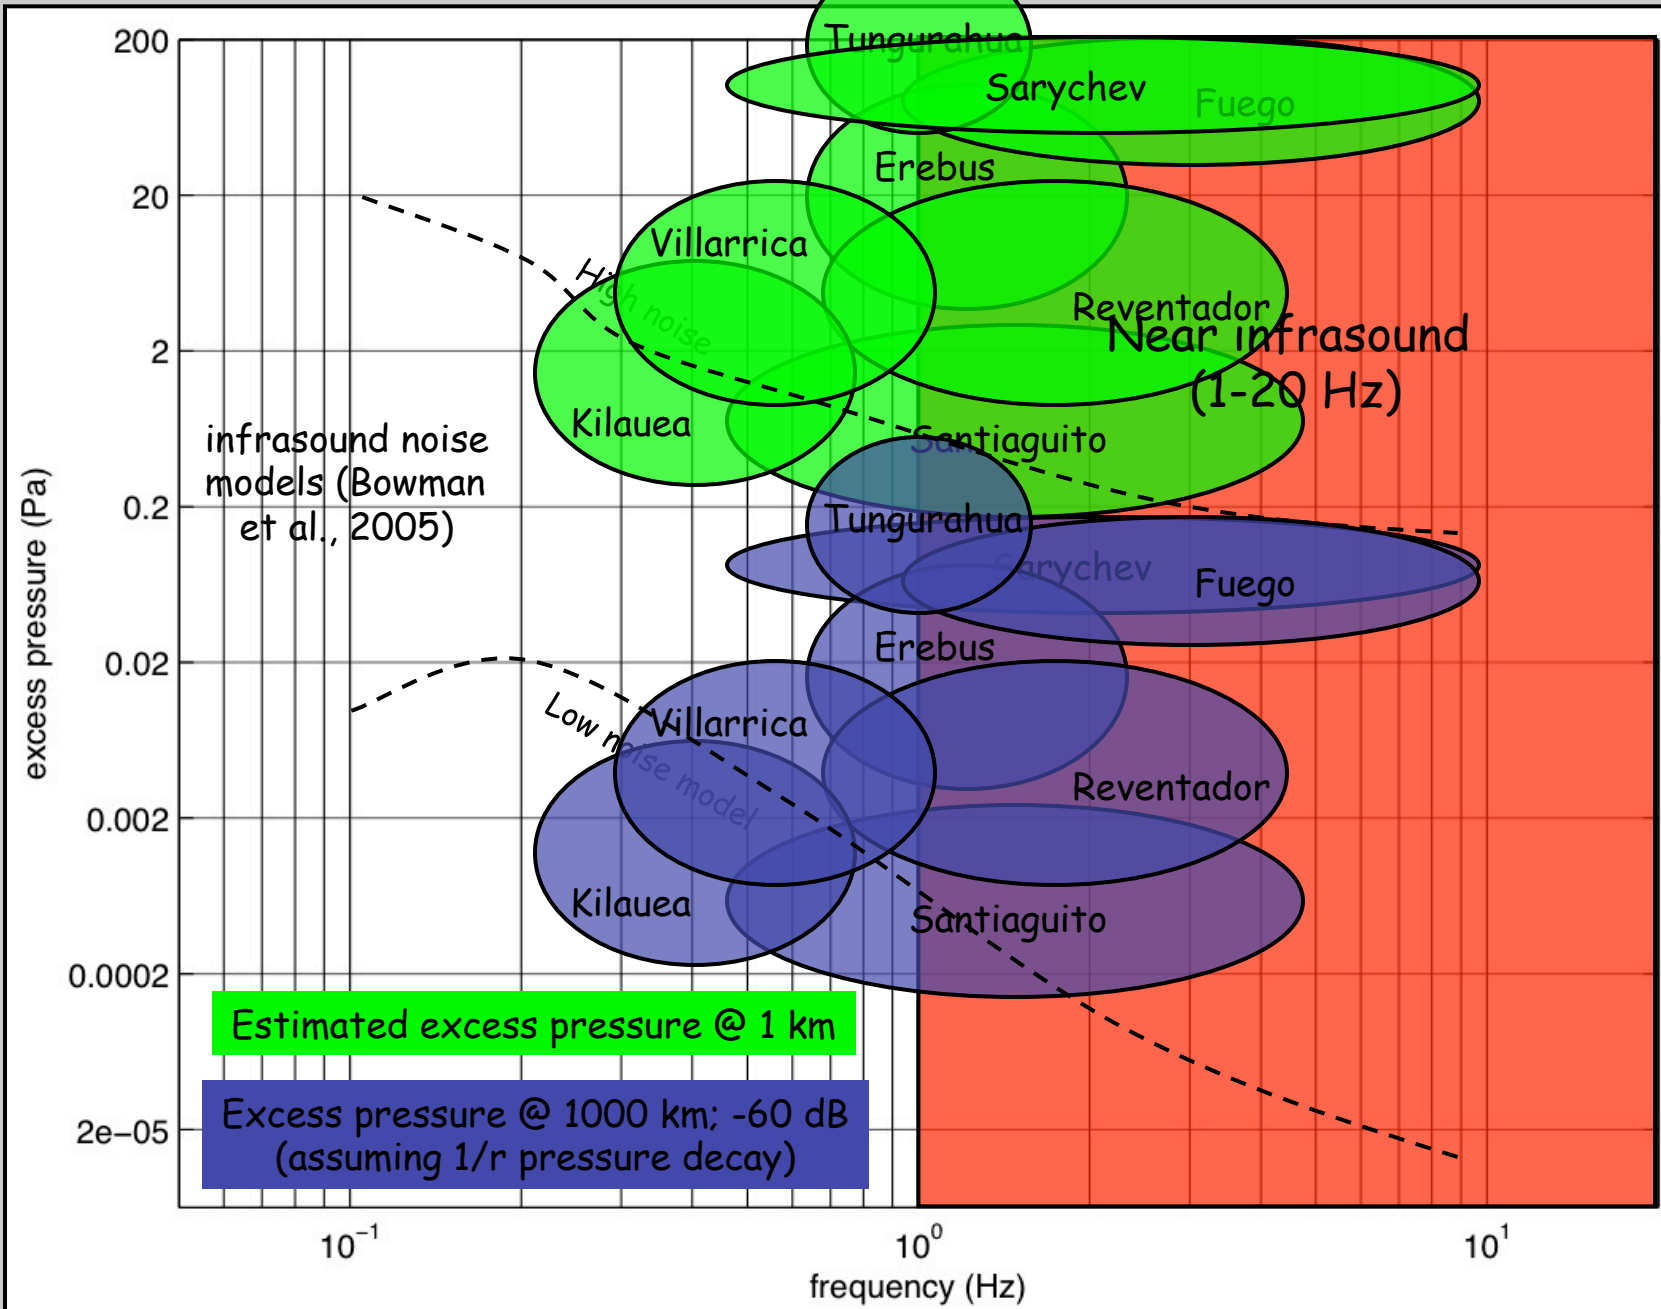 200
20
2
0.2
0.02
0.002
0.0002
2e−05
excess pressure (Pa)
Tungurahua
Sarychev
Fuego
Erebus
Villarrica
High noise
Reventador
Near infrasound
(1-20 Hz)
Kilauea
Santiaguito
infrasound noise
models (Bowman
et al., 2005)
Tungurahua
Sarychev
Fuego
Erebus
Villarrica
Low noise model
Reventador
Kilauea
Santiaguito
Estimated excess pressure @ 1 km
Excess pressure @ 1000 km; -60 dB
(assuming 1/r pressure decay)
10⁻¹
10⁰
10¹
frequency (Hz)